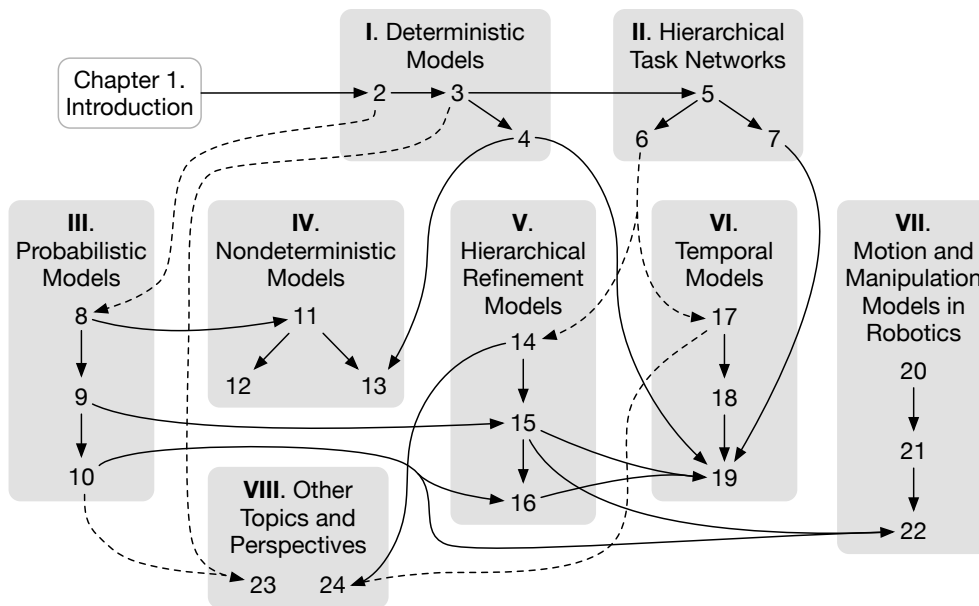 I. Deterministic
Models
II. Hierarchical
Task Networks
Chapter 1.
Introduction
2
3
5
4
6
7
III.
Probabilistic
Models
IV.
Nondeterministic
Models
V.
Hierarchical
Refinement
Models
VI.
Temporal
Models
VII.
Motion and
Manipulation
Models in
Robotics
8
9
10
11
12
13
14
15
16
17
18
19
20
21
22
VIII. Other
Topics and
Perspectives
23
24